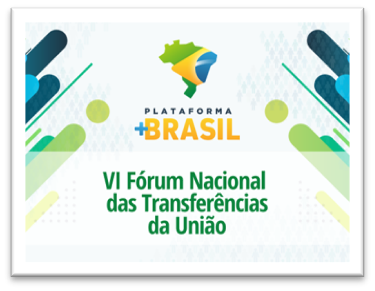 PLATAFORMA
+BRASIL
VI Fórum Nacional
das Transferências
da União